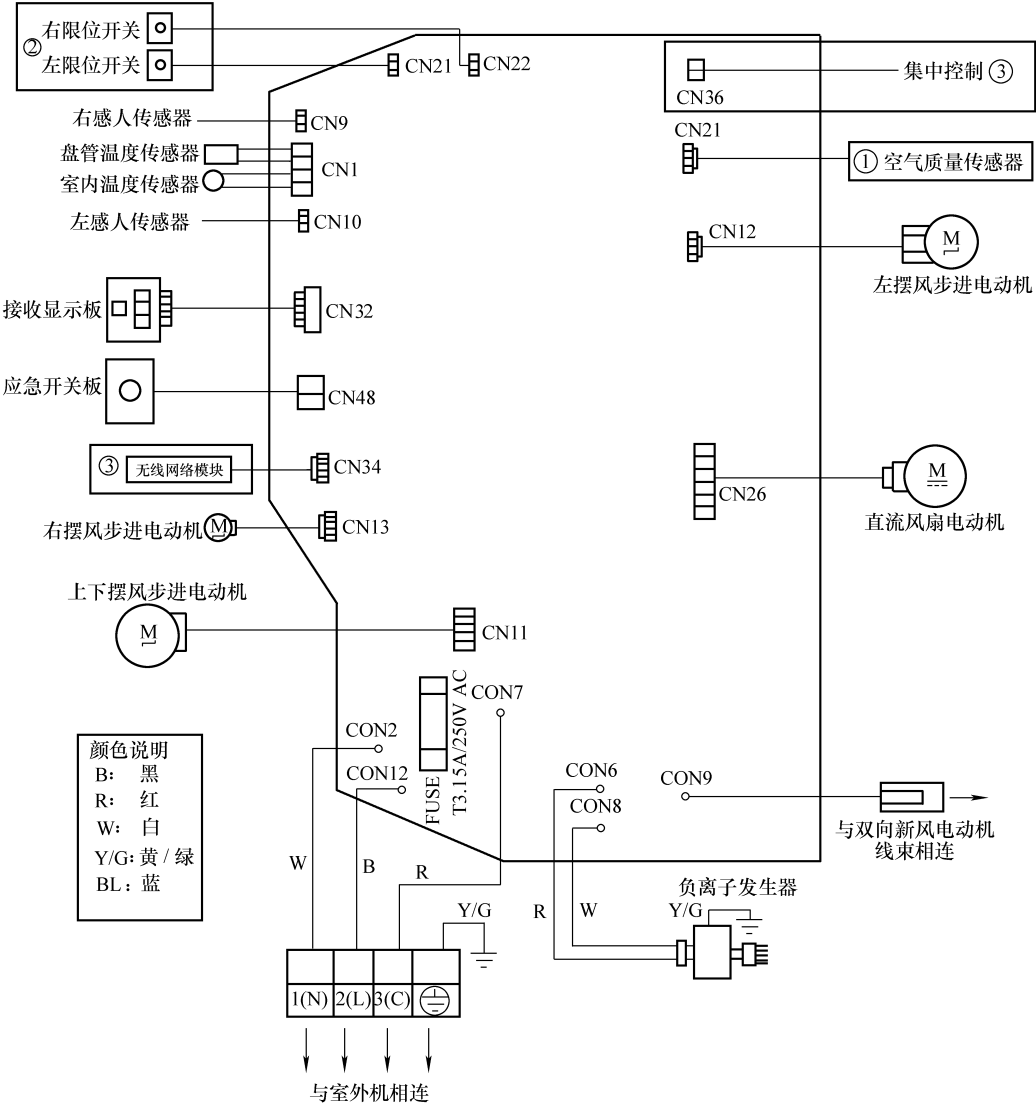 ② 右限位开关
左限位开关
CN21
CN22
右感人传感器
CN9
盘管温度传感器
室内温度传感器
CN1
左感人传感器
CN10
接收显示板
CN32
应急开关板
CN48
③ 无线网络模块
CN34
右摆风步进电动机
M
CN13
上下摆风步进电动机
M
CN11
集中控制③
CN36
CN21
①空气质量传感器
CN12
M
左摆风步进电动机
CN26
M
直流风扇电动机
颜色说明
B: 黑
R: 红
W: 白
Y/G: 黄/绿
BL: 蓝
CON2
CON12
FUSE
T3.15A/250V AC
CON7
CON6
CON8
CON9
与双向新风电动机
线束相连
负离子发生器
Y/G
R
W
W
B
R
Y/G
1(N) 2(L) 3(C)
与室外机相连